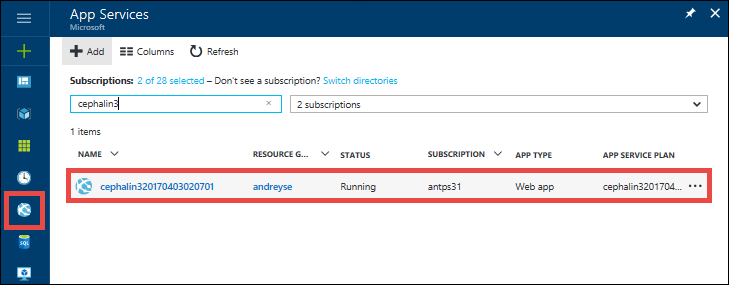 App Services
Microsoft
Add Columns Refresh
Subscriptions: 2 of 28 selected – Don't see a subscription? Switch directories
cephalin3 × 2 subscriptions
1 items
NAME RESOURCE G... STATUS SUBSCRIPTION APP TYPE APP SERVICE PLAN
cephalin320170403020701 andreyse Running antps31 Web app cephalin3201704... ...
SQL